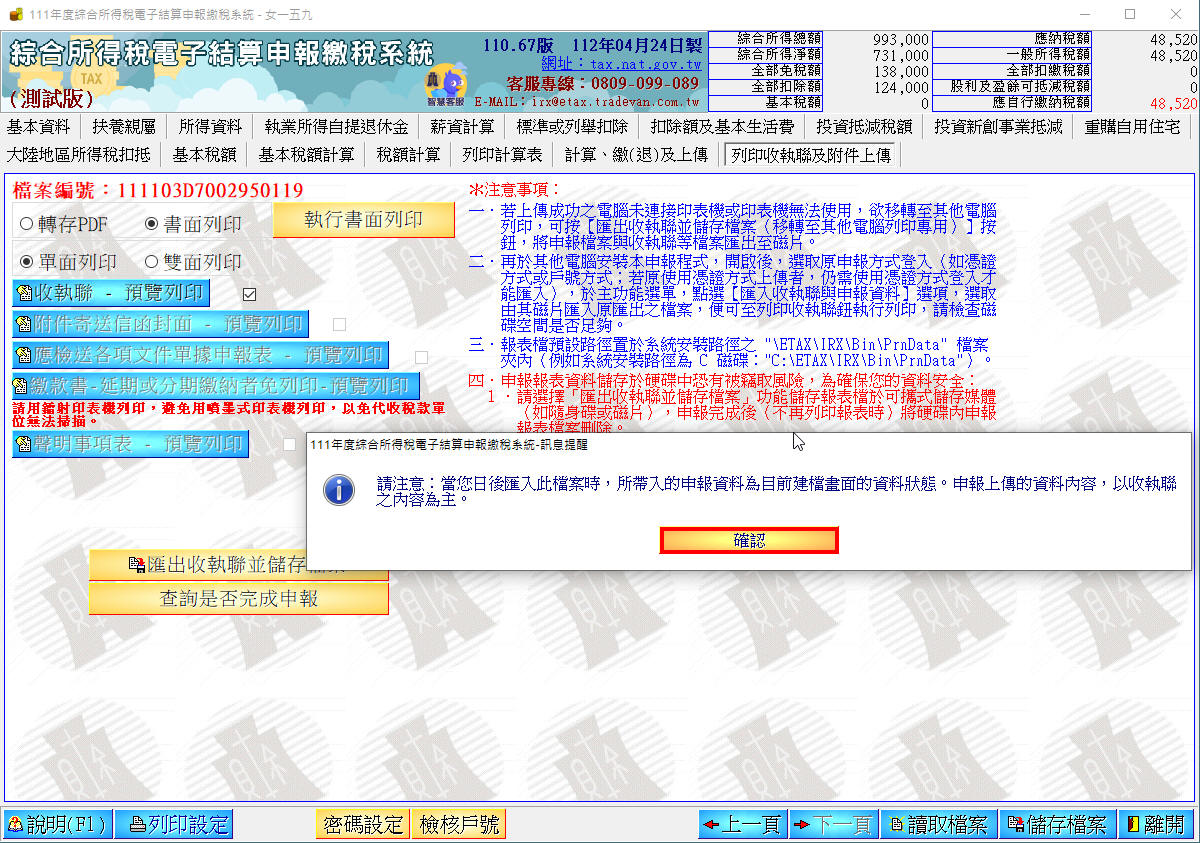 111年度綜合所得稅電子結算申報繳稅系統 - 女一五九
綜合所得稅電子結算申報繳稅系統
(測試版)
TAX
110.67版 112年04月24日製
網址：tax.nat.gov.tw
客服專線：0809-099-089
智慧客服
E-MAIL：irx@etax.tradevan.com.tw
綜合所得總額 993,000 應納稅額 48,520
綜合所得淨額 731,000 一般所得稅額 48,520
全部免稅額 138,000 全部扣繳稅額 0
全部扣除額 124,000 股利及盈餘可抵減稅額 0
基本稅額 0 應自行繳納稅額 48,520
基本資料 扶養親屬 所得資料 執業所得自提退休金 薪資計算 標準或列舉扣除 扣除額及基本生活費 投資抵減稅額 投資新創事業抵減 重購自用住宅
大陸地區所得稅扣抵 基本稅額 基本稅額計算 稅額計算 列印計算表 計算、繳(退)及上傳 列印收執聯及附件上傳
檔案編號：111103D7002950119
轉存PDF 書面列印 執行書面列印
單面列印 雙面列印
收執聯 - 預覽列印
附件寄送信函封面 - 預覽列印
應檢送各項文件單據申報表 - 預覽列印
繳款書-延期或分期繳納者免列印-預覽列印
請用鐳射印表機列印，避免用噴墨式印表機列印，以免代收稅款單
位無法掃描。
聲明事項表 - 預覽列印
匯出收執聯並儲存檔案
查詢是否完成申報
※注意事項：
一．若上傳成功之電腦未連接印表機或印表機無法使用，欲移轉至其他電腦
列印，可按［匯出收執聯並儲存檔案（移轉至其他電腦列印專用）］按
鈕，將申報檔案與收執聯等檔案匯出至磁片。
二．再於其他電腦安裝本申報程式，開啟後，選取原申報方式登入（如憑證
方式或戶號方式；若原使用憑證方式上傳者，仍需使用憑證方式登入才
能匯入），於主功能選單，點選［匯入收執聯與申報資料］選項，選取
由其磁片匯入原匯出之檔案，便可至列印收執聯鈕執行列印，請檢查磁
碟空間是否足夠。
三．報表檔預設路徑置於系統安裝路徑之 "\ETAX\IRX\Bin\PrnData" 檔案
夾內（例如系統安裝路徑為 C 磁碟："C:\ETAX\IRX\Bin\PrnData"）。
四．申報報表資料儲存於硬碟中恐有被竊取風險，為確保您的資料安全：
1．請選擇「匯出收執聯並儲存檔案」功能儲存報表檔於可攜式儲存媒體
（如隨身碟或磁片），申報完成後（不再列印報表時）將硬碟內申報
報表檔案刪除。
111年度綜合所得稅電子結算申報繳稅系統-訊息提醒
請注意：當您日後匯入此檔案時，所帶入的申報資料為目前建檔畫面的資料狀態。申報上傳的資料內容，以收執聯
之內容為主。
確認
說明(F1) 列印設定 密碼設定 檢核戶號 上一頁 下一頁 讀取檔案 儲存檔案 離開